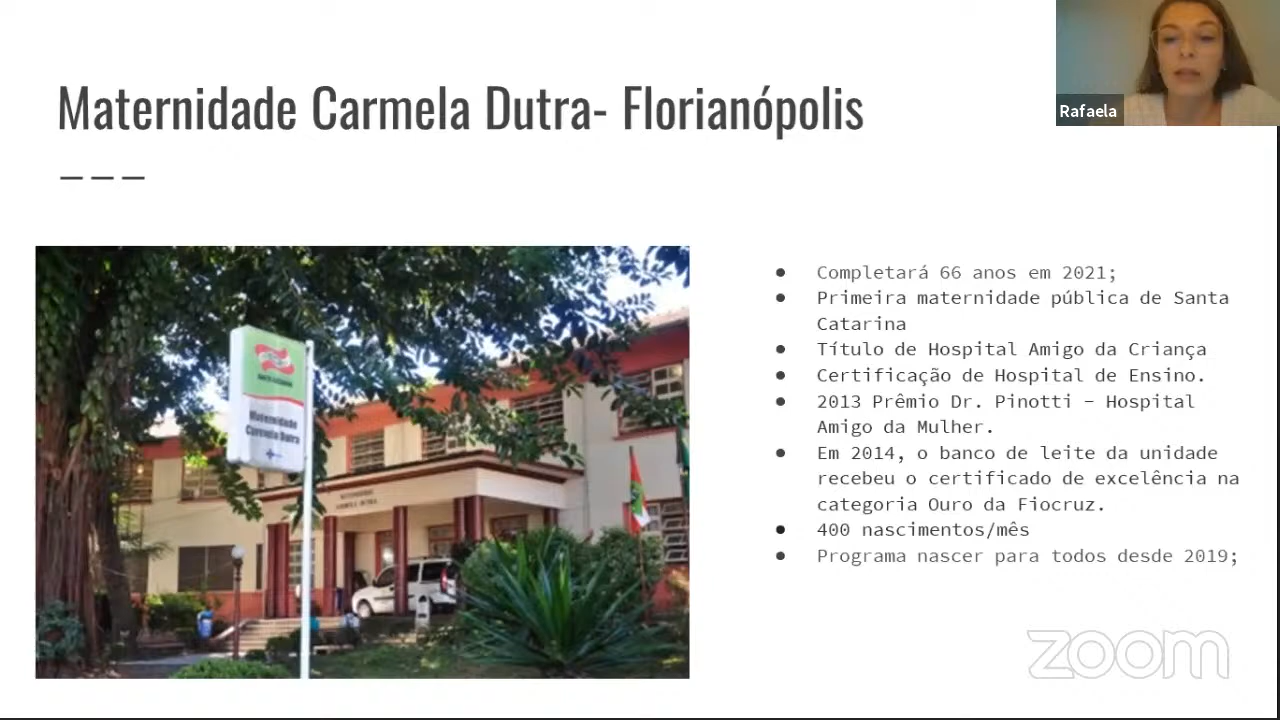 Maternidade Carmela Dutra- Florianópolis
Rafaela
Maternidade
Carmela Dutra
MATERNIDADE
CARMELA DUTRA
Completará 66 anos em 2021;
Primeira maternidade pública de Santa
Catarina
Título de Hospital Amigo da Criança
Certificação de Hospital de Ensino.
2013 Prêmio Dr. Pinotti – Hospital
Amigo da Mulher.
Em 2014, o banco de leite da unidade
recebeu o certificado de excelência na
categoria Ouro da Fiocruz.
400 nascimentos/mês
Programa nascer para todos desde 2019;
zoom